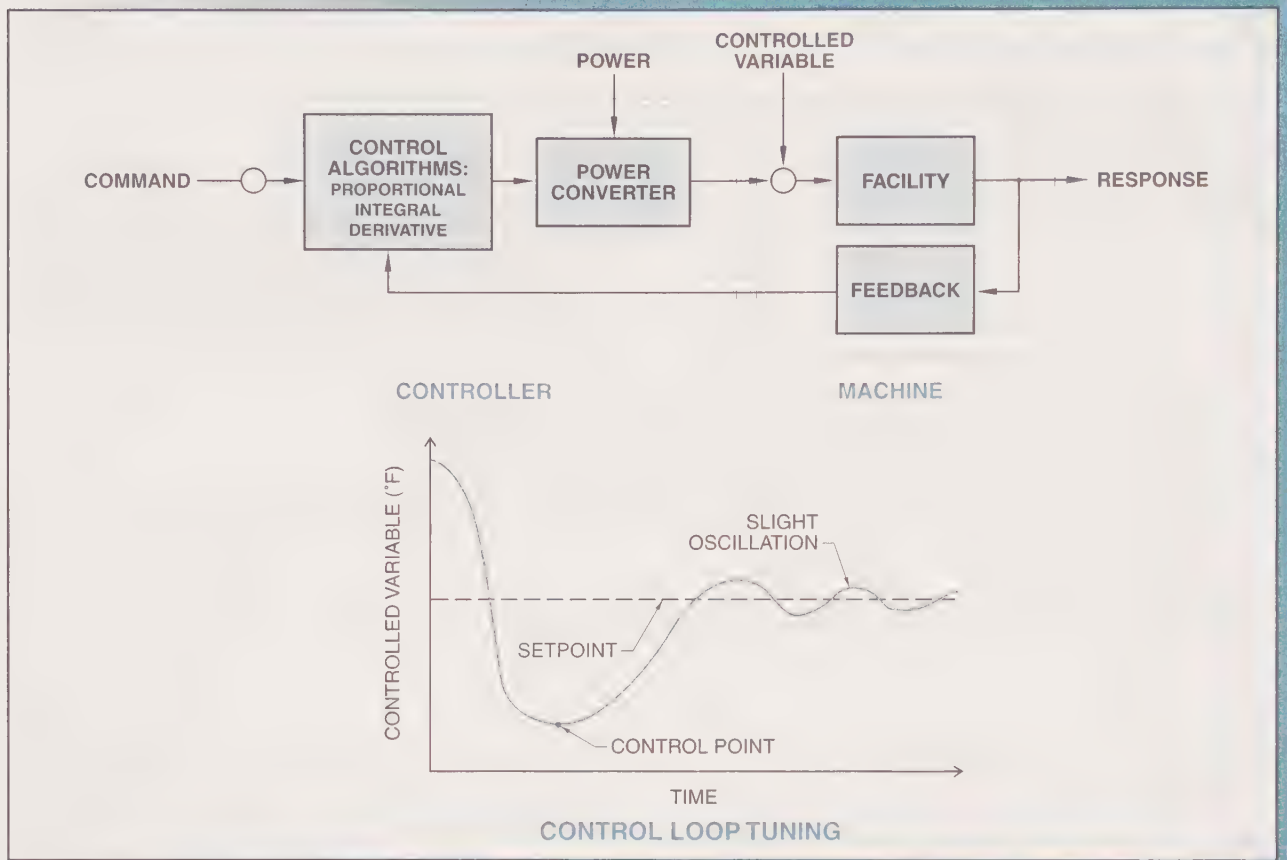 POWER
CONTROLLED
VARIABLE
COMMAND
CONTROL
ALGORITHMS:
PROPORTIONAL
INTEGRAL
DERIVATIVE
POWER
CONVERTER
FACILITY
RESPONSE
FEEDBACK
CONTROLLER
MACHINE
CONTROLLED VARIABLE (°F)
SLIGHT
OSCILLATION
SETPOINT
CONTROL POINT
TIME
CONTROL LOOP TUNING